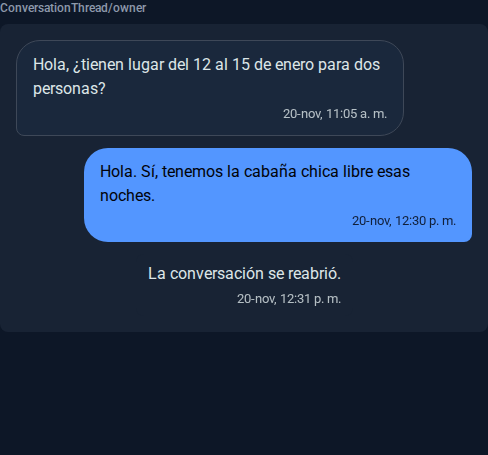 ConversationThread/owner
Hola, ¿tienen lugar del 12 al 15 de enero para dos
personas?
20-nov, 11:05 a. m.
Hola. Sí, tenemos la cabaña chica libre esas
noches.
20-nov, 12:30 p. m.
La conversación se reabrió.
20-nov, 12:31 p. m.